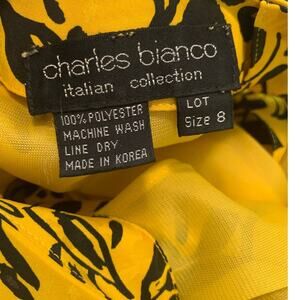 charles bianco
italian collection
100% POLYESTER
MACHINE WASH
LINE DRY
MADE IN KOREA
LOT
Size 8